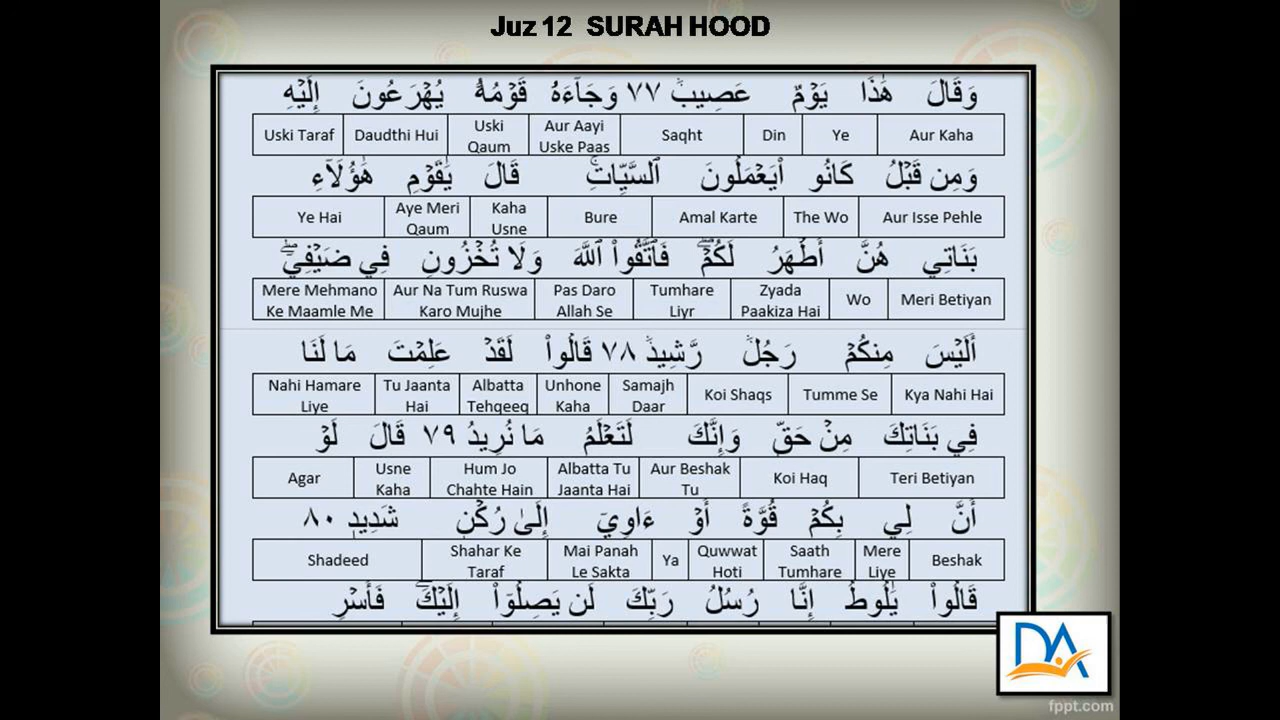 Juz 12 SURAH HOOD
وَقَالَ هَٰذَا يَوۡمٌ عَصِيبٞ ٧٧ وَجَآءَهُۥ قَوۡمُهُۥ يُهۡرَعُونَ إِلَيۡهِ
Aur Kaha | Ye | Din | Saqht | Aur Aayi Uske Paas | Uski Qaum | Daudthi Hui | Uski Taraf
وَمِن قَبۡلُ كَانُو اْيَعۡمَلُونَ ٱلسَّيِّـَٔاتِۚ قَالَ يَٰقَوۡمِ هَٰٓؤُلَآءِ
Aur Isse Pehle | The Wo | Amal Karte | Bure | Kaha Usne | Aye Meri Qaum | Ye Hai
بَنَاتِي هُنَّ أَطۡهَرُ لَكُمۡۖ فَٱتَّقُواْ ٱللَّهَ وَلَا تُخۡزُونِ فِي ضَيۡفِيٓۖ
Meri Betiyan | Wo | Zyada Paakiza Hai | Tumhare Liyr | Pas Daro Allah Se | Aur Na Tum Ruswa Karo Mujhe | Mere Mehmano Ke Maamle Me
أَلَيۡسَ مِنكُمۡ رَجُلٞ رَّشِيدٞ ٧٨ قَالُواْ لَقَدۡ عَلِمۡتَ مَا لَنَا
Kya Nahi Hai | Tumme Se | Koi Shaqs | Samajh Daar | Unhone Kaha | Albatta Tehqeeq | Tu Jaanta Hai | Nahi Hamare Liye
فِي بَنَاتِكَ مِنۡ حَقّٖ وَإِنَّكَ لَتَعۡلَمُ مَا نُرِيدُ ٧٩ قَالَ لَوۡ
Teri Betiyan | Koi Haq | Aur Beshak Tu | Albatta Tu Jaanta Hai | Hum Jo Chahte Hain | Usne Kaha | Agar
أَنَّ لِي بِكُمۡ قُوَّةً أَوۡ ءَاوِيٓ إِلَىٰ رُكۡنٖ شَدِيدٖ ٨٠
Beshak | Mere Liye | Saath Tumhare | Quwwat Hoti | Ya | Mai Panah Le Sakta | Shahar Ke Taraf | Shadeed
قَالُواْ يَٰلُوطُ إِنَّا رُسُلُ رَبِّكَ لَن يَصِلُوٓاْ إِلَيۡكَۖ فَأَسۡرِ
DA
fppt.com